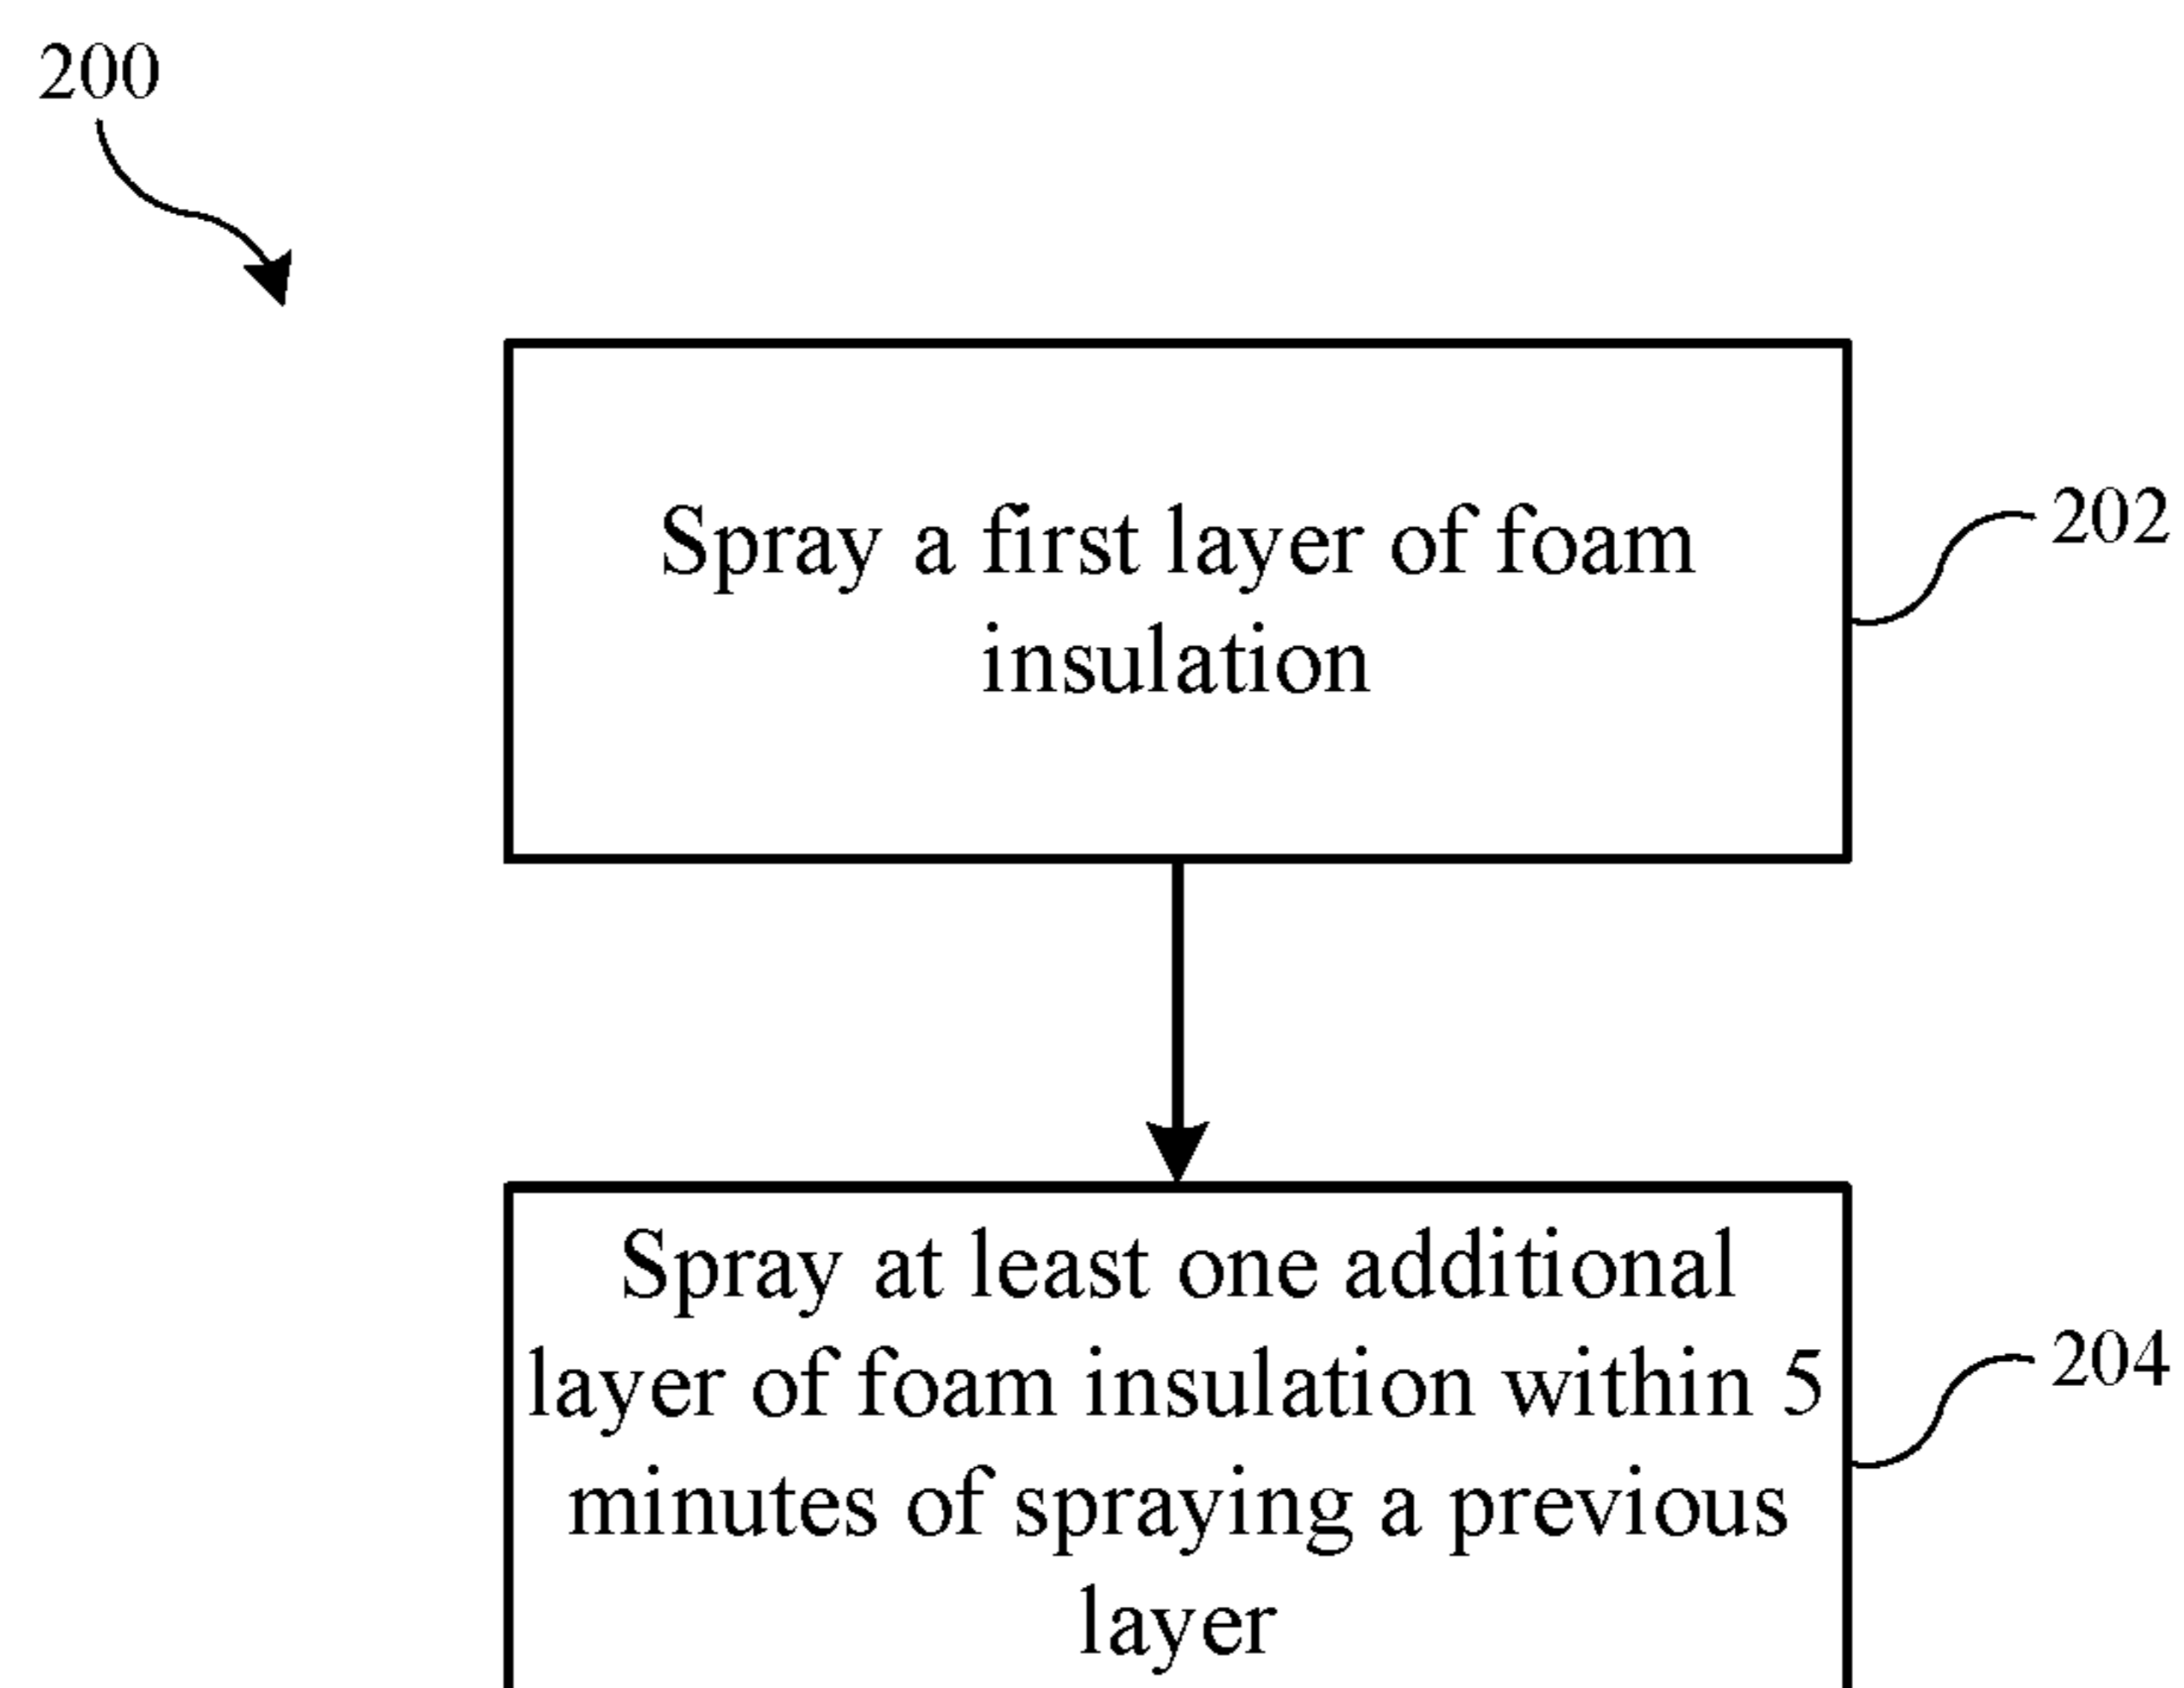 200
Spray a first layer of foam
insulation
202
Spray at least one additional
layer of foam insulation within 5
minutes of spraying a previous
layer
204